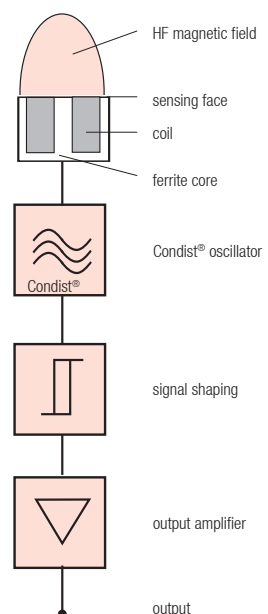 HF magnetic field
sensing face
coil
ferrite core
Condist® oscillator
Condist®
signal shaping
output amplifier
output